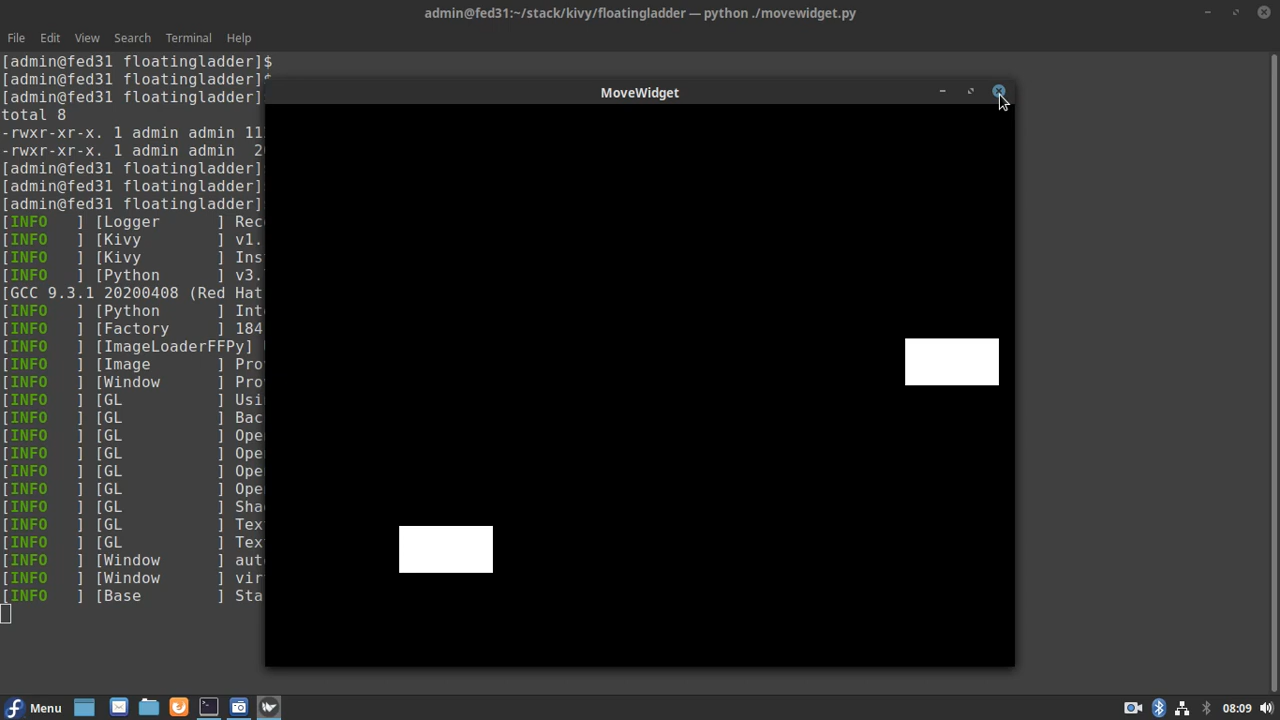 admin@fed31:~/stack/kivy/floatingladder — python ./movewidget.py
File Edit View Search Terminal Help
[admin@fed31 floatingladder]$
[admin@fed31 floatingladder]$
[admin@fed31 floatingladder]
MoveWidget
total 8
-rwxr-xr-x. 1 admin admin 11
-rwxr-xr-x. 1 admin admin  2
[admin@fed31 floatingladder]
[admin@fed31 floatingladder]
[admin@fed31 floatingladder]
[INFO   ] [Logger      ] Rec
[INFO   ] [Kivy        ] v1.
[INFO   ] [Kivy        ] Ins
[INFO   ] [Python      ] v3.
[GCC 9.3.1 20200408 (Red Hat
[INFO   ] [Python      ] Int
[INFO   ] [Factory     ] 184
[INFO   ] [ImageLoaderFFPy]
[INFO   ] [Image       ] Pro
[INFO   ] [Window      ] Pro
[INFO   ] [GL          ] Usi
[INFO   ] [GL          ] Bac
[INFO   ] [GL          ] Ope
[INFO   ] [GL          ] Ope
[INFO   ] [GL          ] Ope
[INFO   ] [GL          ] Ope
[INFO   ] [GL          ] Sha
[INFO   ] [GL          ] Tex
[INFO   ] [GL          ] Tex
[INFO   ] [Window      ] aut
[INFO   ] [Window      ] vir
[INFO   ] [Base        ] Sta
Menu
08:09